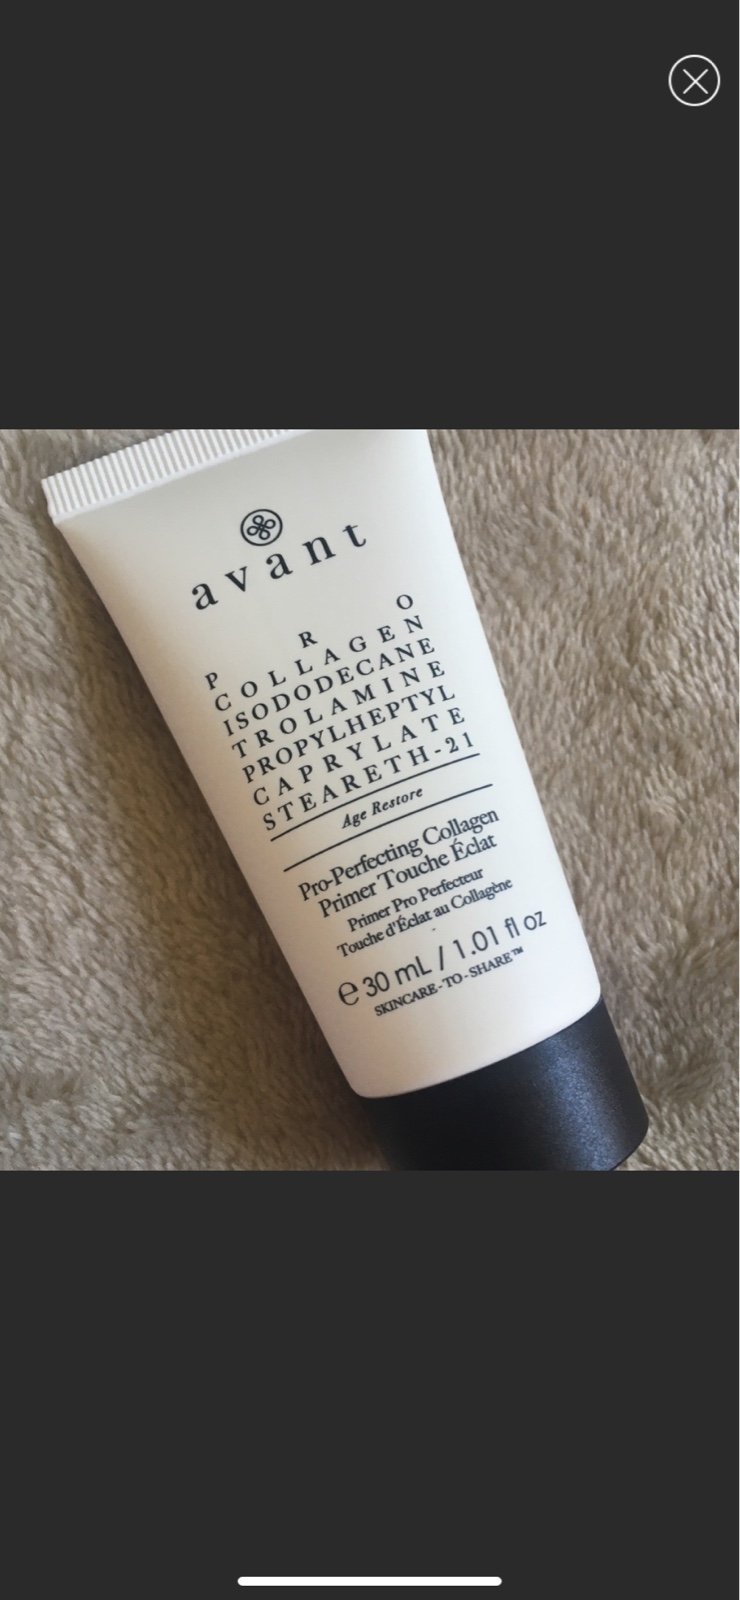 avant
PRO
COLLAGEN
ISODODECANE
TROLAMINE
PROPYLHEPTYL
CAPRYLATE
STEARETH-21
Age Restore
Pro-Perfecting Collagen
Primer Touche Éclat
Primer Pro Perfecteur
Touche d'Éclat au Collagène
℮ 30 mL / 1.01 fl oz
SKINCARE-TO-SHARE™